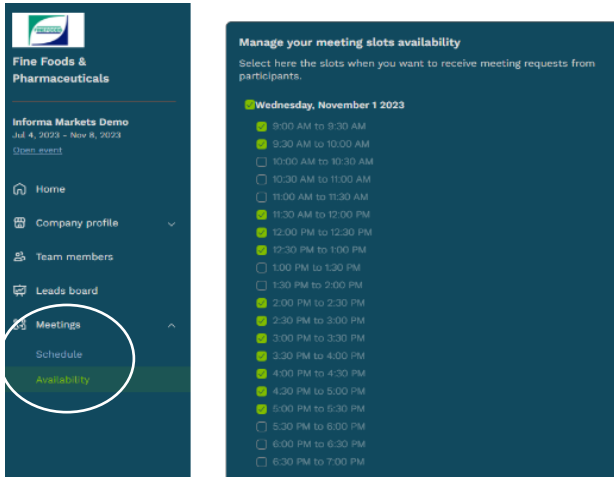 Fine Foods &
Pharmaceuticals
Informa Markets Demo
Jul 4, 2023 - Nov 8, 2023
Open event
Home
Company profile
Team members
Leads board
Meetings
Schedule
Availability
Manage your meeting slots availability
Select here the slots when you want to receive meeting requests from
participants.
Wednesday, November 1 2023
9:00 AM to 9:30 AM
9:30 AM to 10:00 AM
10:00 AM to 10:30 AM
10:30 AM to 11:00 AM
11:00 AM to 11:30 AM
11:30 AM to 12:00 PM
12:00 PM to 12:30 PM
12:30 PM to 1:00 PM
1:00 PM to 1:30 PM
1:30 PM to 2:00 PM
2:00 PM to 2:30 PM
2:30 PM to 3:00 PM
3:00 PM to 3:30 PM
3:30 PM to 4:00 PM
4:00 PM to 4:30 PM
4:30 PM to 5:00 PM
5:00 PM to 5:30 PM
5:30 PM to 6:00 PM
6:00 PM to 6:30 PM
6:30 PM to 7:00 PM